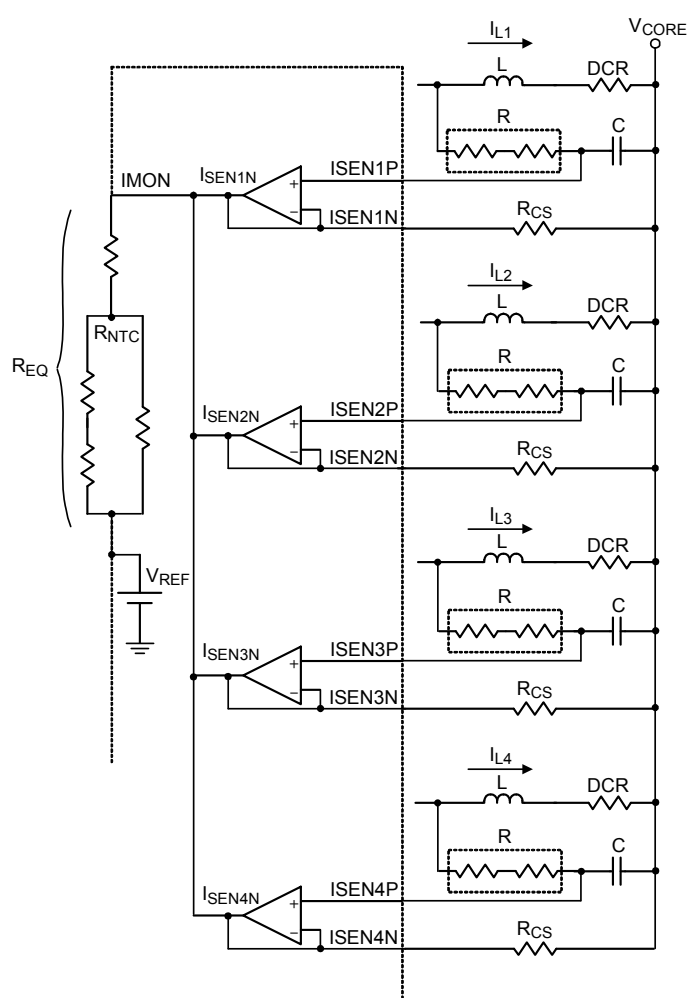 I_L1
V_CORE
L
DCR
R
C
ISEN1P
I_SEN1N
IMON
ISEN1N
R_CS
I_L2
L
DCR
R_NTC
R_EQ
R
C
ISEN2P
I_SEN2N
ISEN2N
R_CS
I_L3
L
DCR
V_REF
R
C
ISEN3P
I_SEN3N
ISEN3N
R_CS
I_L4
L
DCR
R
C
ISEN4P
I_SEN4N
ISEN4N
R_CS